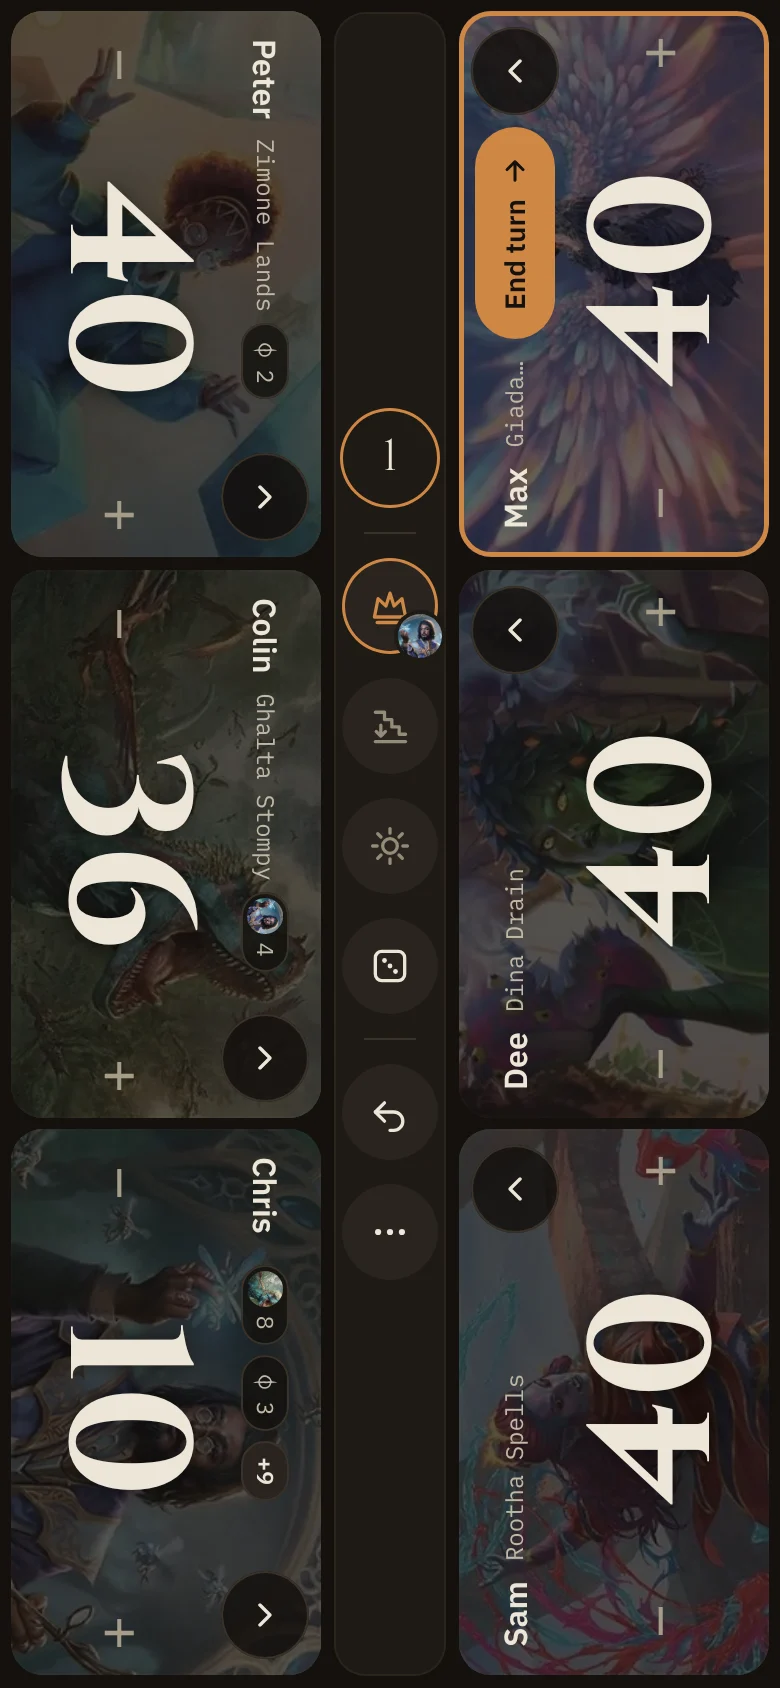 Peter Zimone Lands 2
40
Colin Ghalta Stompy 4
36
Chris 8 3 +9
10
1
Max Giada… End turn →
40
Dee Dina Drain
40
Sam Rootha Spells
40